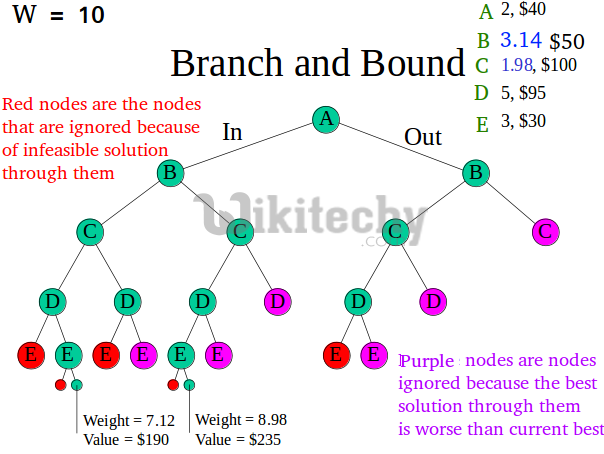 W = 10
A 2, $40
B 3.14 $50
C 1.98, $100
D 5, $95
E 3, $30
Branch and Bound
Red nodes are the nodes
that are ignored because
of infeasible solution
through them
In
Out
A
B
B
C
C
C
C
D
D
D
D
D
D
E
E
E
E
E
E
E
E
Wikitechy
.co
Purple nodes are nodes
ignored because the best
solution through them
is worse than current best
Weight = 7.12
Value = $190
Weight = 8.98
Value = $235